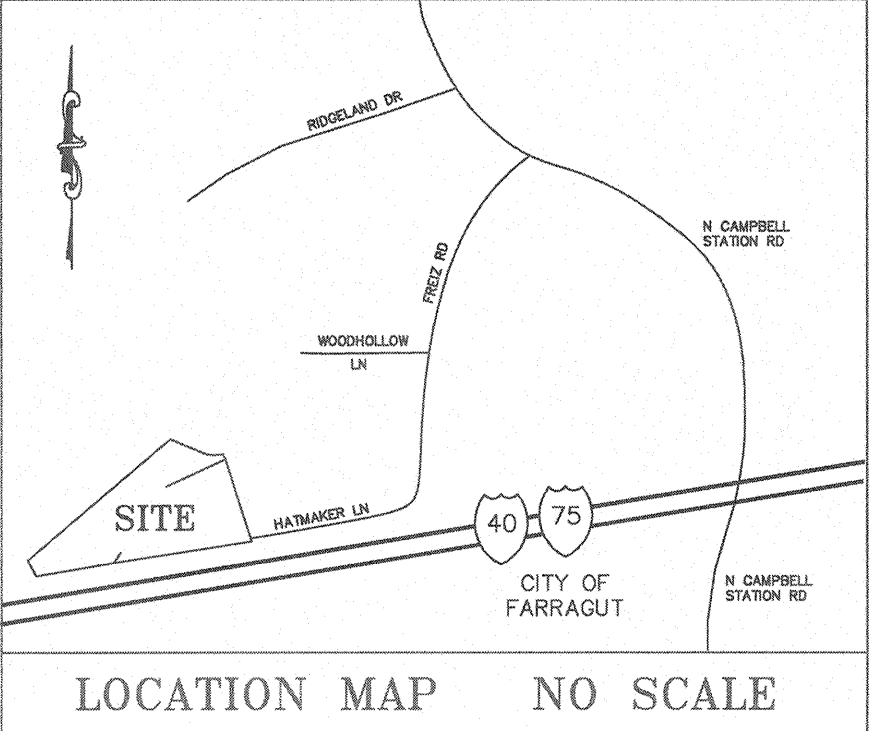 RIDGELAND DR
N CAMPBELL
STATION RD
FREIZ RD
WOODHOLLOW
LN
SITE
HATMAKER LN
40
75
CITY OF
FARRAGUT
N CAMPBELL
STATION RD
LOCATION MAP NO SCALE